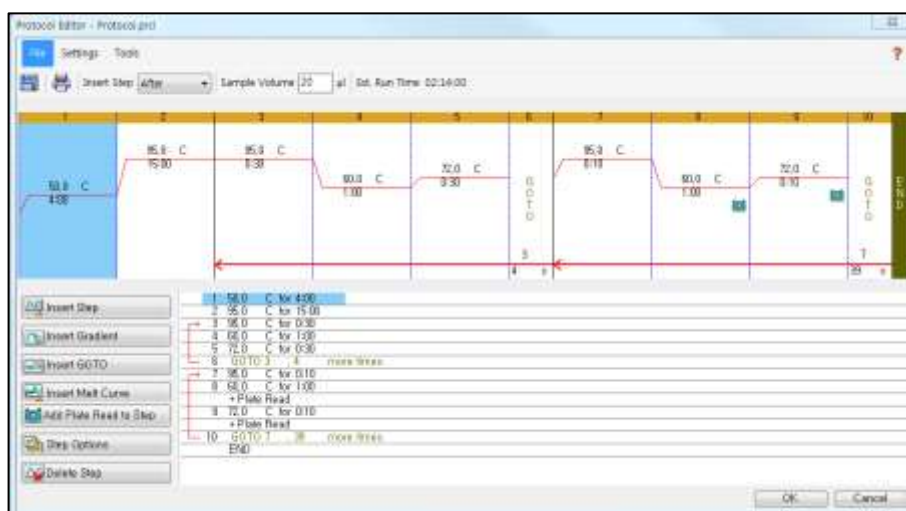 Protocol Editor - Protocol.prcl
File Settings Tools ?
Insert Step After Sample Volume 20 µl Est. Run Time 02:14:00
1 2 3 4 5 6 7 8 9 10
95.0 C 95.0 C 95.0 C
15:00 0:30 0:10
72.0 C 72.0 C
60.0 C 0:30 60.0 C 0:10
50.0 C 1:00 1:00
4:00
GOTO GOTO END
3 7
4 x x
Insert Step
Insert Gradient
Insert GOTO
Insert Melt Curve
Add Plate Read to Step
Step Options
Delete Step
1 50.0 C for 4:00
2 95.0 C for 15:00
3 95.0 C for 0:30
4 60.0 C for 1:00
5 72.0 C for 0:30
6 GOTO 3 , 4 more times
7 95.0 C for 0:10
8 60.0 C for 1:00
+ Plate Read
9 72.0 C for 0:10
+ Plate Read
10 GOTO 7 , more times
END
OK Cancel